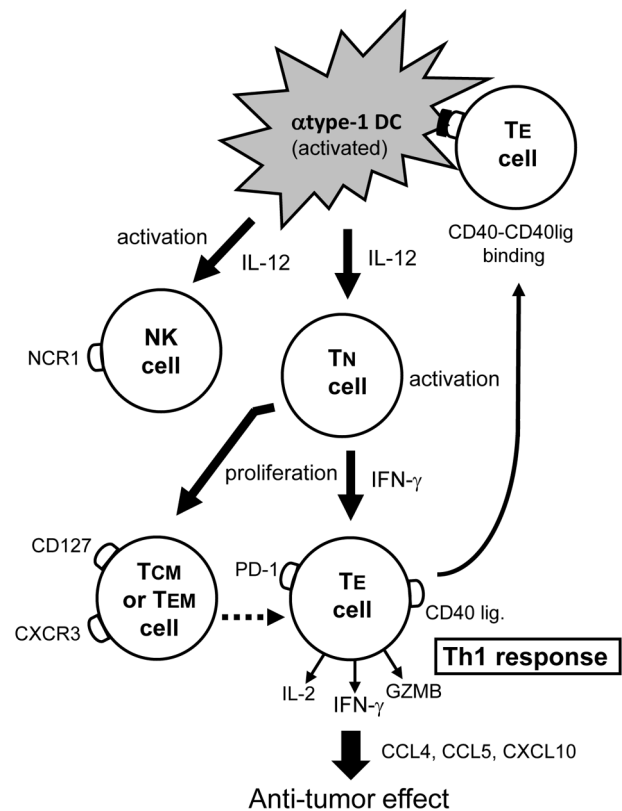 αtype-1 DC
(activated)
TE
cell
CD40-CD40lig
binding
activation
IL-12
IL-12
NCR1
NK
cell
TN
cell
activation
proliferation
IFN-γ
CD127
CXCR3
TCM
or TEM
cell
PD-1
TE
cell
CD40 lig.
Th1 response
IL-2
IFN-γ
GZMB
CCL4, CCL5, CXCL10
Anti-tumor effect